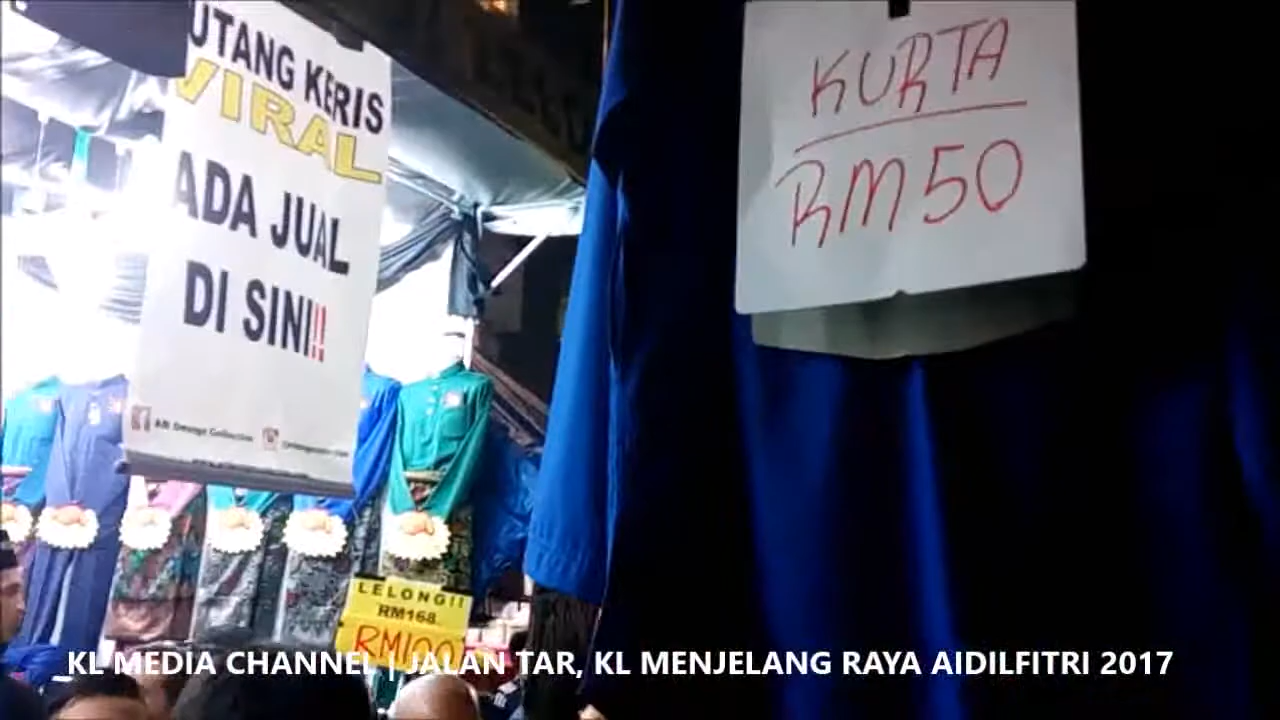 UTANG KERIS
VIRAL
ADA JUAL
DI SINI!!
KURTA
RM50
LELONG!!
RM168
RM100
KL MEDIA CHANNEL | JALAN TAR, KL MENJELANG RAYA AIDILFITRI 2017